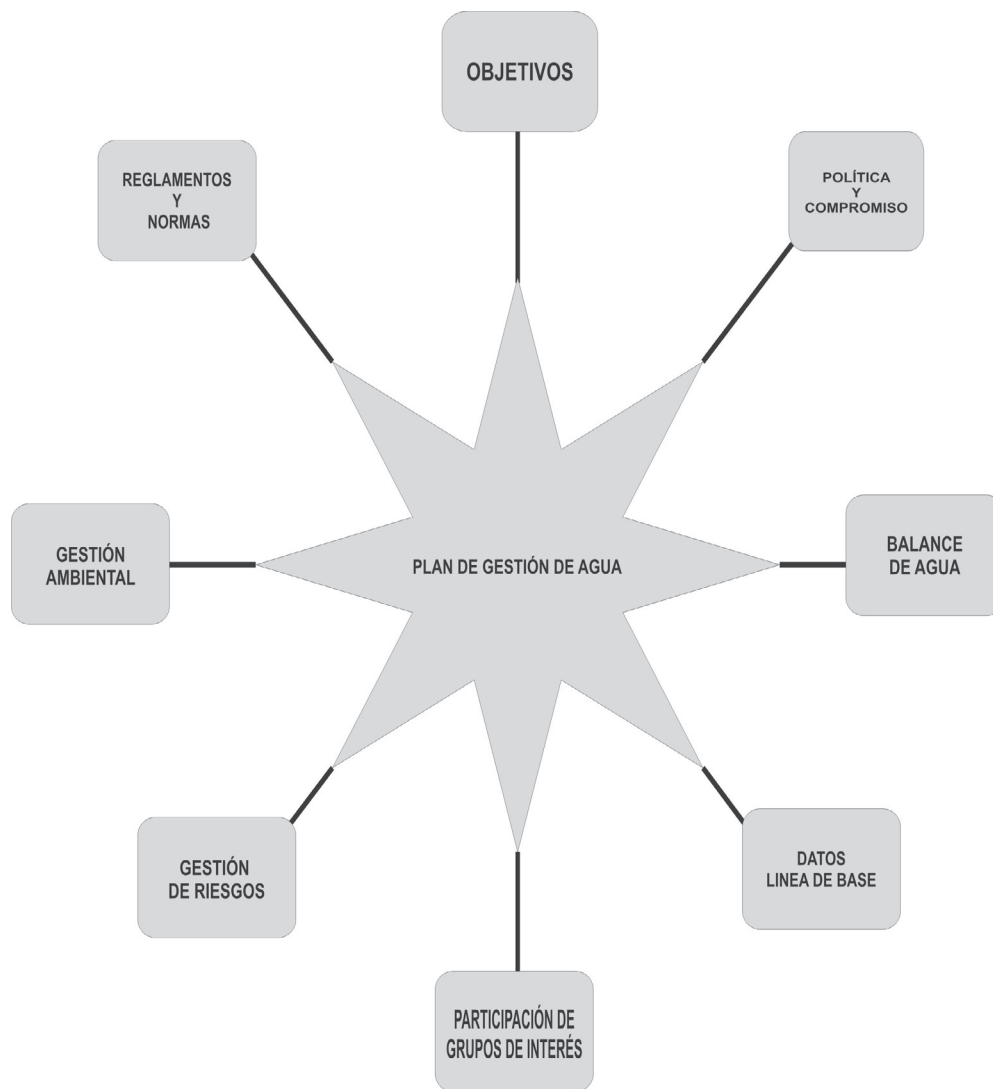 OBJETIVOS
REGLAMENTOS
Y
NORMAS
POLÍTICA
Y
COMPROMISO
GESTIÓN
AMBIENTAL
PLAN DE GESTIÓN DE AGUA
BALANCE
DE AGUA
GESTIÓN
DE RIESGOS
DATOS
LINEA DE BASE
PARTICIPACIÓN DE
GRUPOS DE INTERÉS